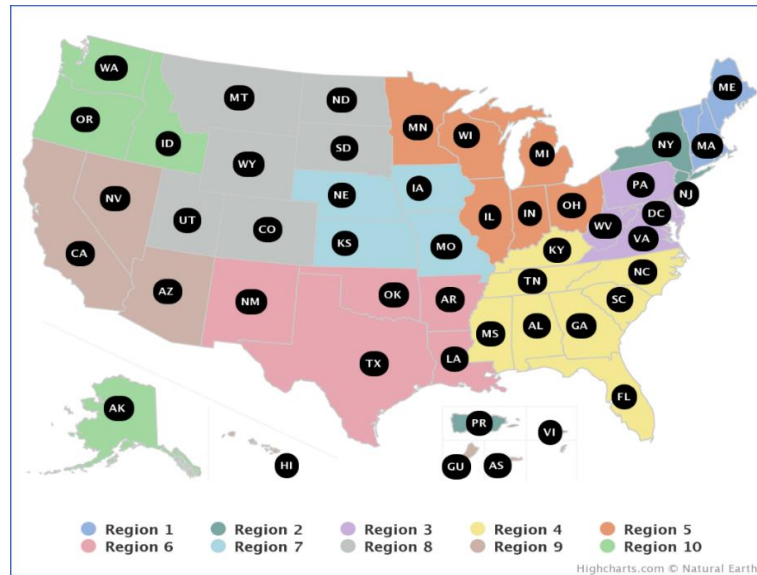 WA
MT
ND
ME
OR
MN
ID
WI
NY
MA
SD
MI
WY
PA
NE
IA
NJ
NV
OH
DC
UT
IL
IN
WV
CO
VA
KS
MO
KY
CA
NC
TN
AZ
OK
AR
SC
NM
MS
AL
GA
LA
TX
FL
AK
PR
VI
HI
GU
AS
Region 1 Region 2 Region 3 Region 4 Region 5
Region 6 Region 7 Region 8 Region 9 Region 10
Highcharts.com © Natural Earth